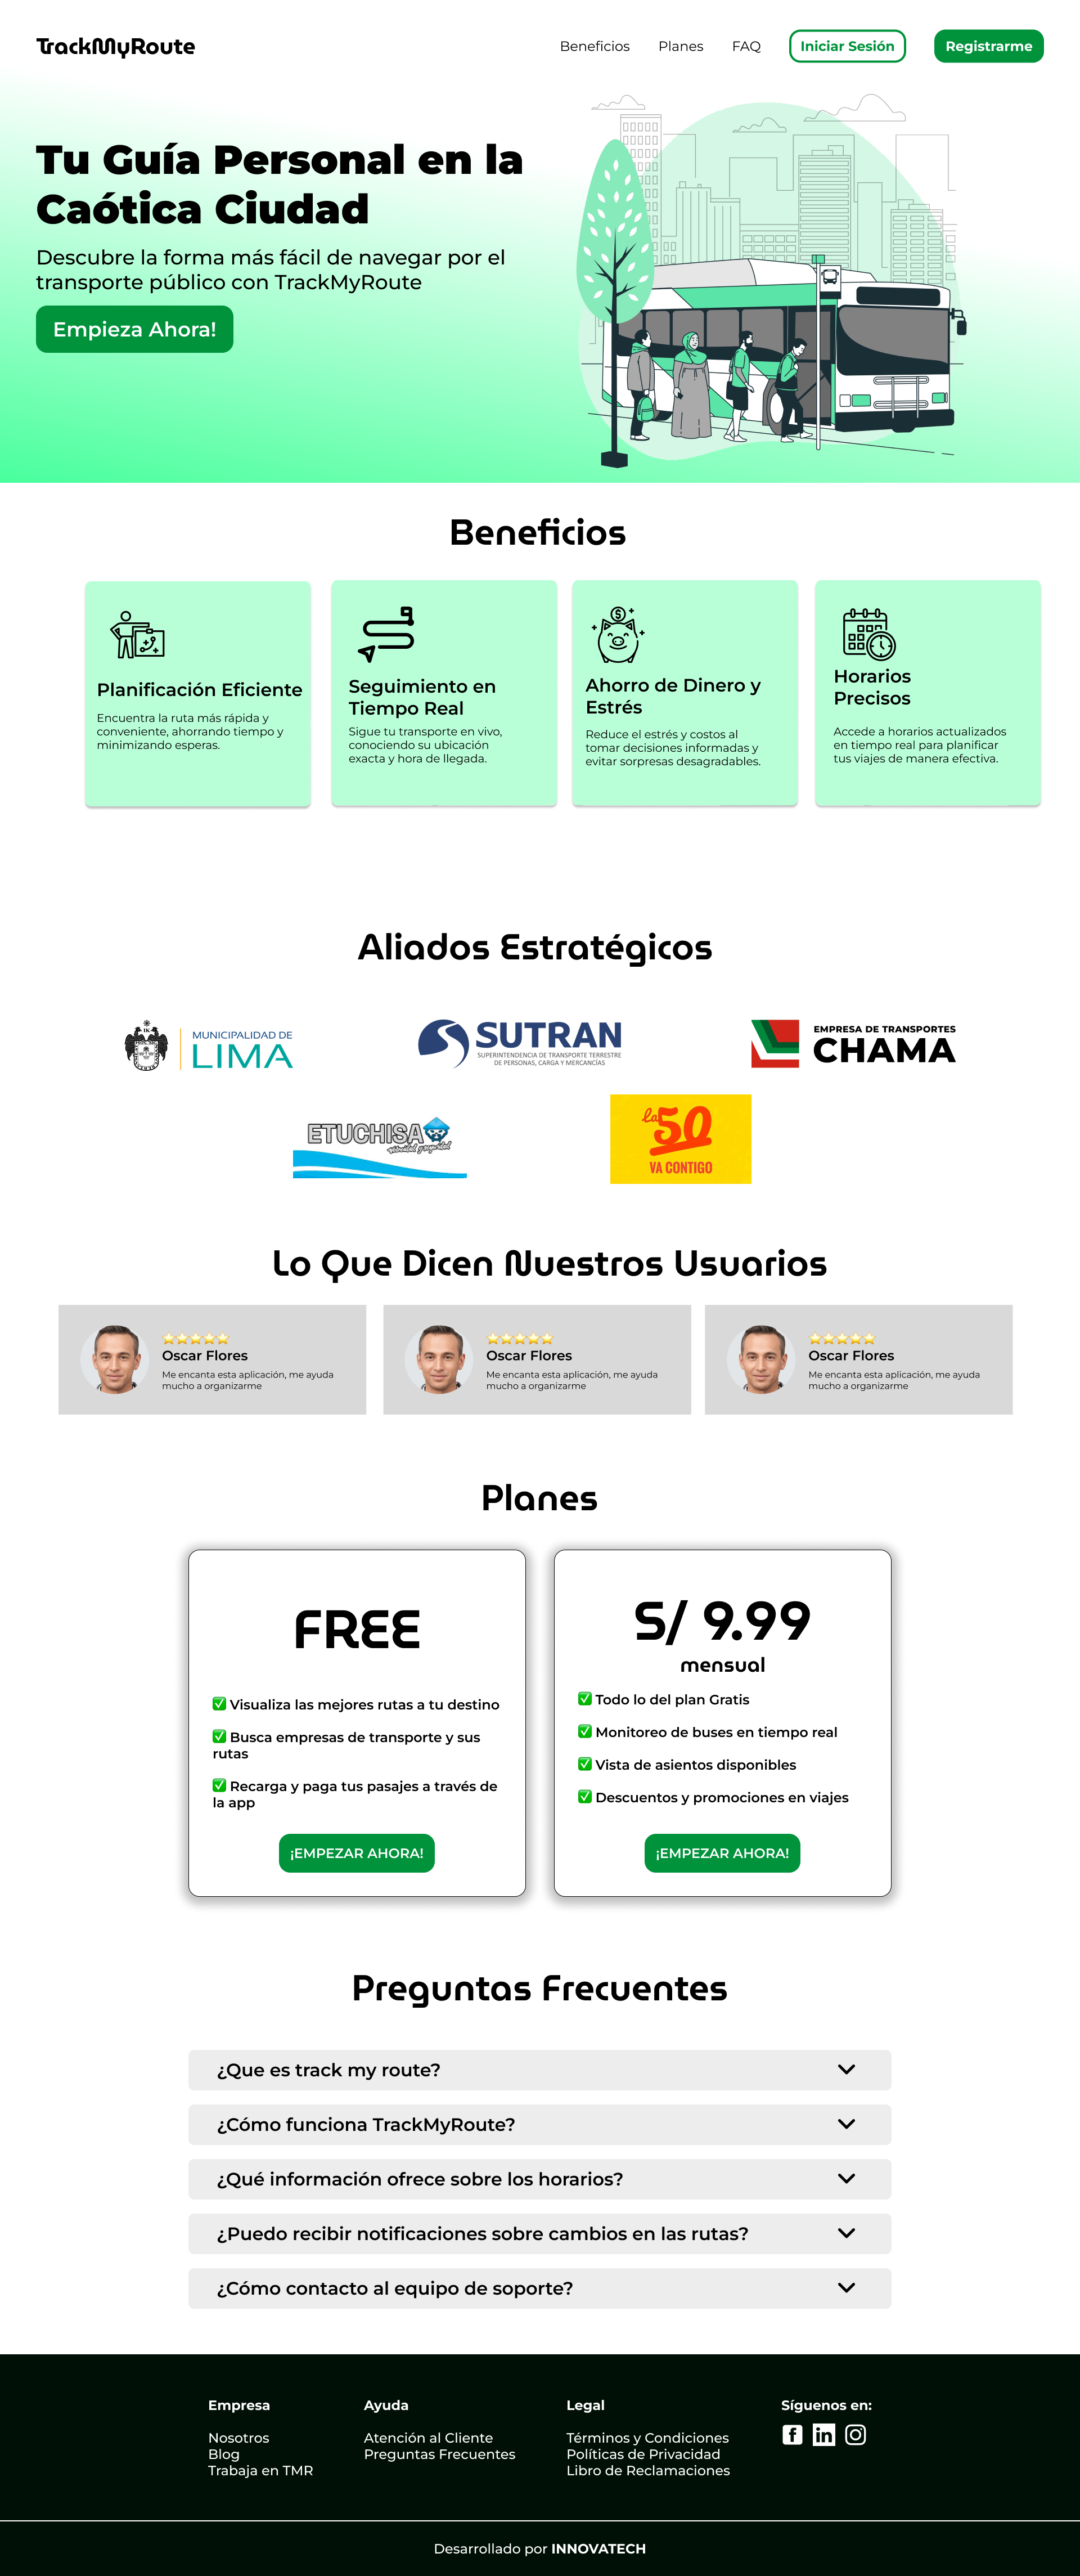 TrackMyRoute
Beneficios
Planes
FAQ
Iniciar Sesión
Registrarme
Tu Guía Personal en la
Caótica Ciudad
Descubre la forma más fácil de navegar por el
transporte público con TrackMyRoute
Empieza Ahora!
Beneficios
Planificación Eficiente
Encuentra la ruta más rápida y
conveniente, ahorrando tiempo y
minimizando esperas.
Seguimiento en
Tiempo Real
Sigue tu transporte en vivo,
conociendo su ubicación
exacta y hora de llegada.
Ahorro de Dinero y
Estrés
Reduce el estrés y costos al
tomar decisiones informadas y
evitar sorpresas desagradables.
Horarios
Precisos
Accede a horarios actualizados
en tiempo real para planificar
tus viajes de manera efectiva.
Aliados Estratégicos
MUNICIPALIDAD DE
LIMA
SUTRAN
SUPERINTENDENCIA DE TRANSPORTE TERRESTRE
DE PERSONAS, CARGA Y MERCANCÍAS
EMPRESA DE TRANSPORTES
CHAMA
ETUCHISA
Velocidad y seguridad
la 50
VA CONTIGO
Lo Que Dicen Nuestros Usuarios
Oscar Flores
Me encanta esta aplicación, me ayuda
mucho a organizarme
Oscar Flores
Me encanta esta aplicación, me ayuda
mucho a organizarme
Oscar Flores
Me encanta esta aplicación, me ayuda
mucho a organizarme
Planes
FREE
✅ Visualiza las mejores rutas a tu destino
✅ Busca empresas de transporte y sus
rutas
✅ Recarga y paga tus pasajes a través de
la app
¡EMPEZAR AHORA!
S/ 9.99
mensual
✅ Todo lo del plan Gratis
✅ Monitoreo de buses en tiempo real
✅ Vista de asientos disponibles
✅ Descuentos y promociones en viajes
¡EMPEZAR AHORA!
Preguntas Frecuentes
¿Que es track my route?
¿Cómo funciona TrackMyRoute?
¿Qué información ofrece sobre los horarios?
¿Puedo recibir notificaciones sobre cambios en las rutas?
¿Cómo contacto al equipo de soporte?
Empresa
Nosotros
Blog
Trabaja en TMR
Ayuda
Atención al Cliente
Preguntas Frecuentes
Legal
Términos y Condiciones
Políticas de Privacidad
Libro de Reclamaciones
Síguenos en:
Desarrollado por INNOVATECH